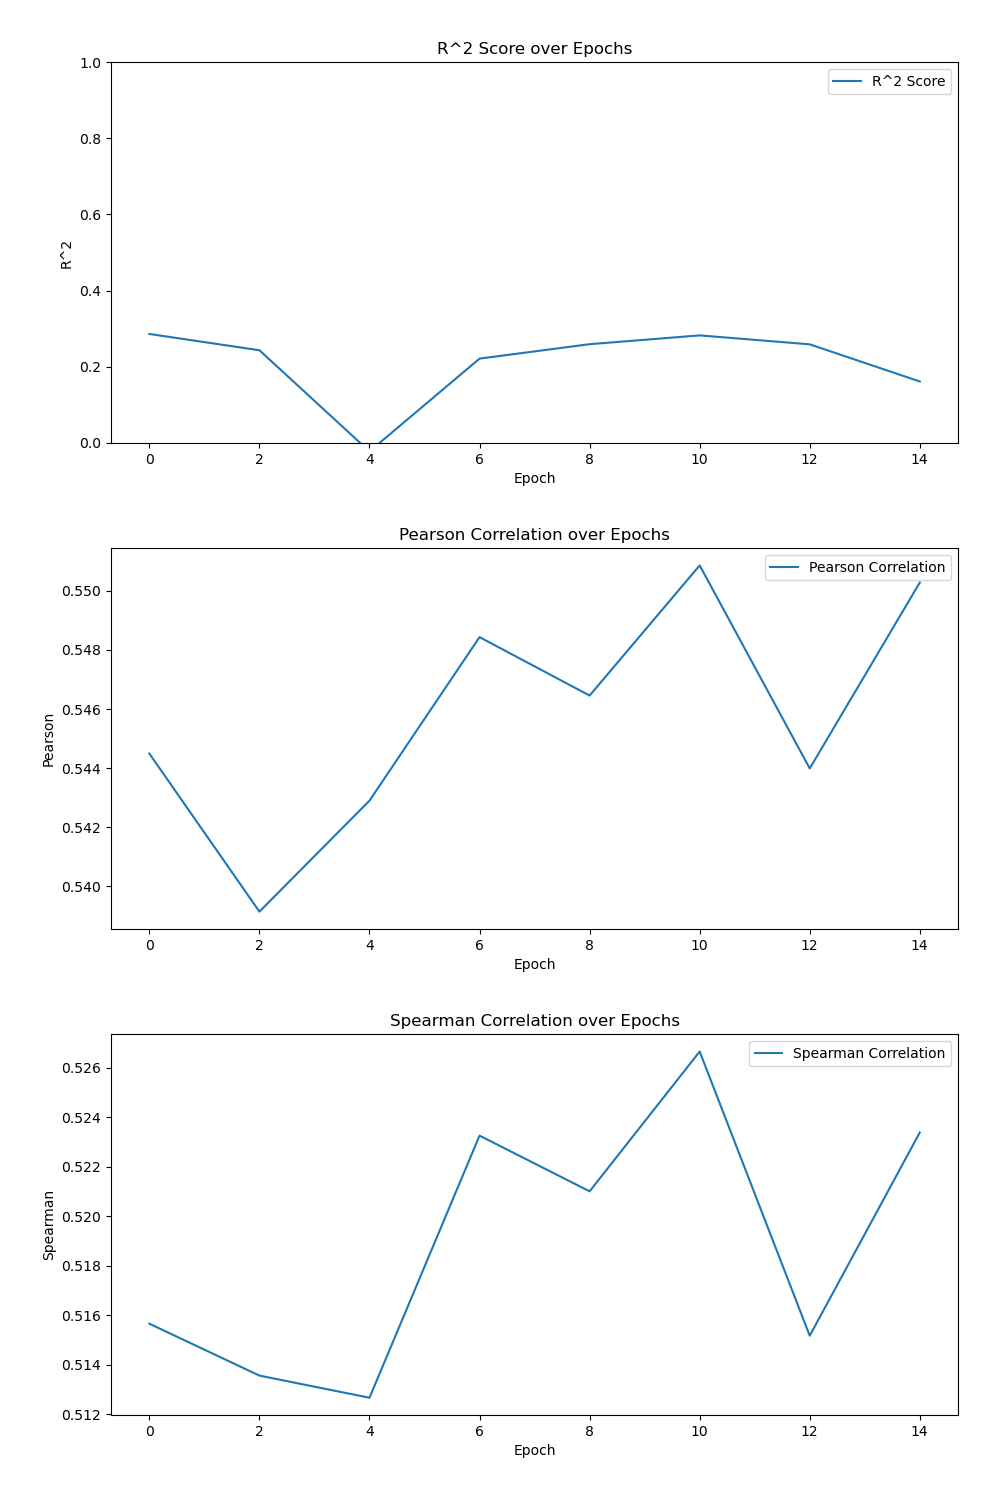 R^2 Score over Epochs
R^2 Score
1.0
0.8
0.6
0.4
0.2
0.0
R^2
0 2 4 6 8 10 12 14
Epoch
Pearson Correlation over Epochs
Pearson Correlation
0.550
0.548
0.546
0.544
0.542
0.540
Pearson
0 2 4 6 8 10 12 14
Epoch
Spearman Correlation over Epochs
Spearman Correlation
0.526
0.524
0.522
0.520
0.518
0.516
0.514
0.512
Spearman
0 2 4 6 8 10 12 14
Epoch